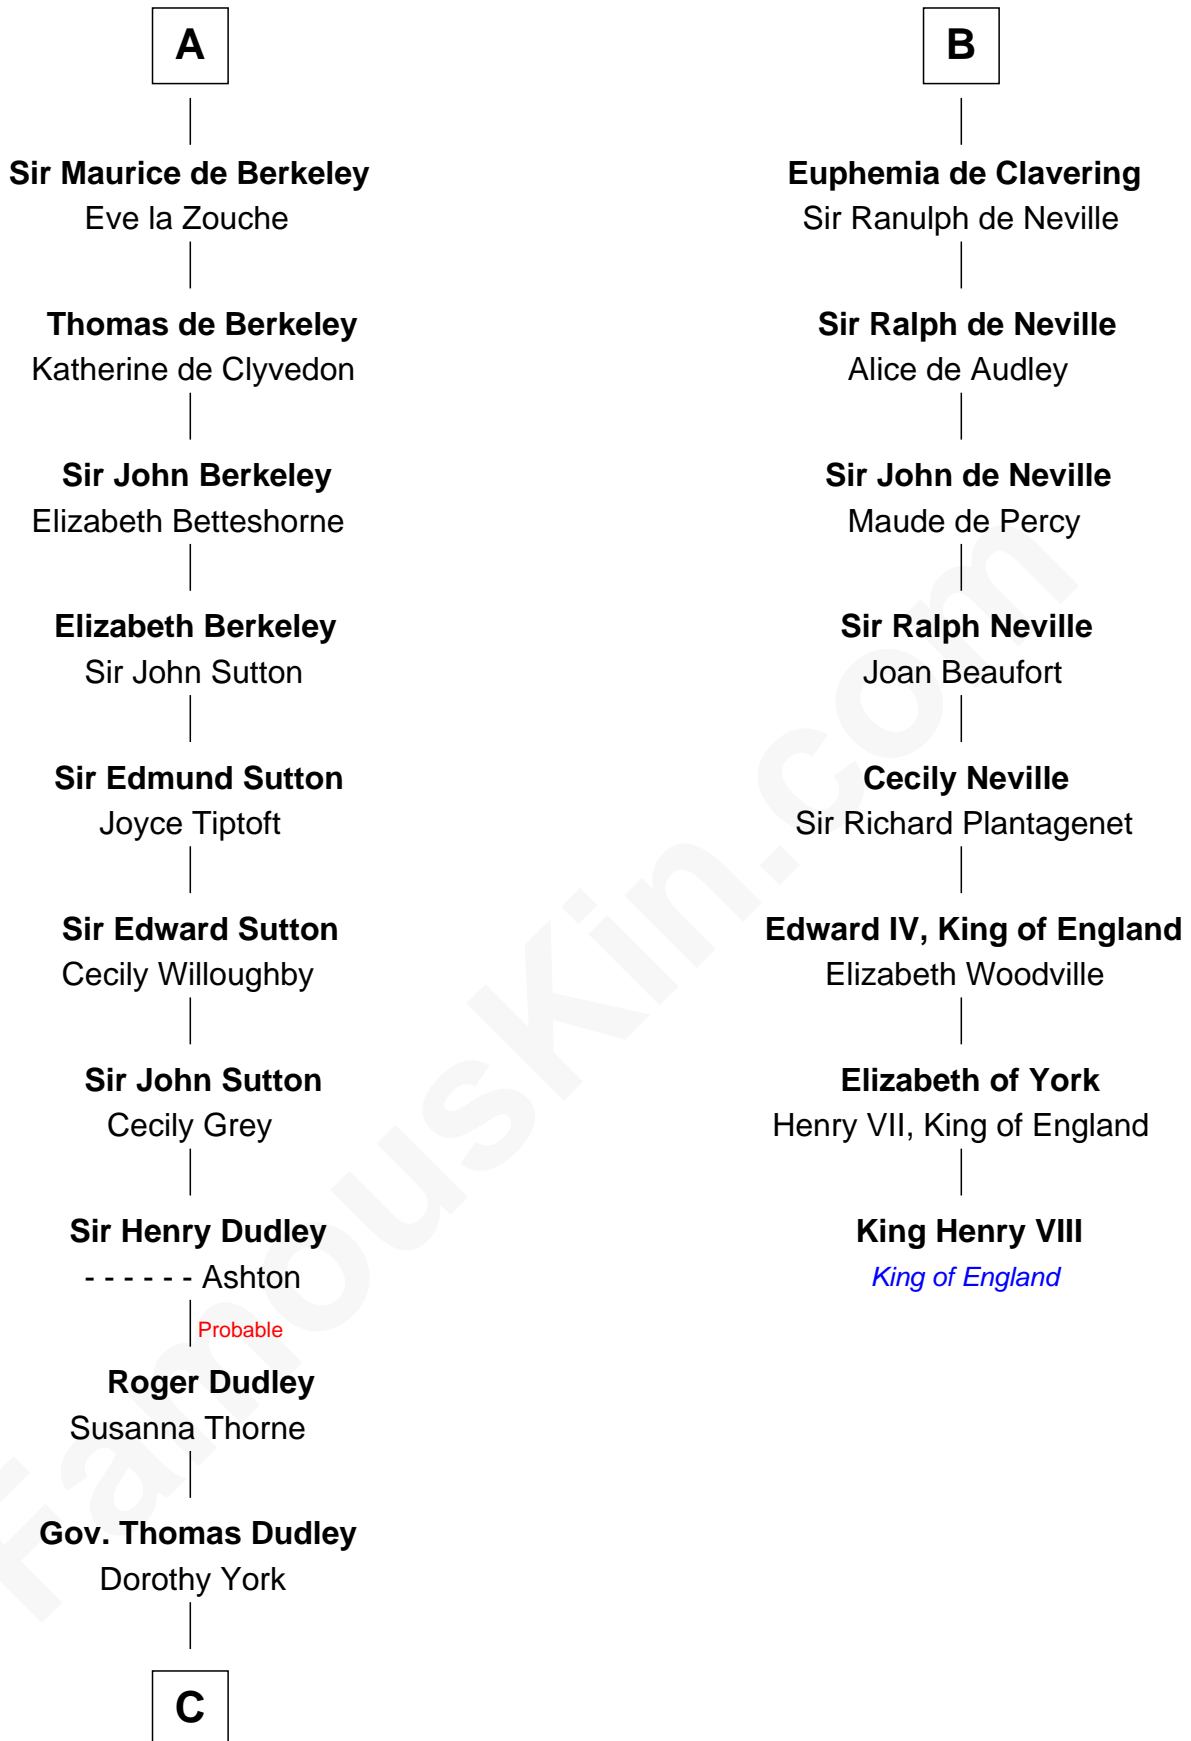 A
Sir Maurice de Berkeley
Eve la Zouche
Thomas de Berkeley
Katherine de Clyvedon
Sir John Berkeley
Elizabeth Betteshorne
Elizabeth Berkeley
Sir John Sutton
Sir Edmund Sutton
Joyce Tiptoft
Sir Edward Sutton
Cecily Willoughby
Sir John Sutton
Cecily Grey
Sir Henry Dudley
- - - - - - Ashton
Probable
Roger Dudley
Susanna Thorne
Gov. Thomas Dudley
Dorothy York
C
B
Euphemia de Clavering
Sir Ranulph de Neville
Sir Ralph de Neville
Alice de Audley
Sir John de Neville
Maude de Percy
Sir Ralph Neville
Joan Beaufort
Cecily Neville
Sir Richard Plantagenet
Edward IV, King of England
Elizabeth Woodville
Elizabeth of York
Henry VII, King of England
King Henry VIII
King of England
FamousKin.com